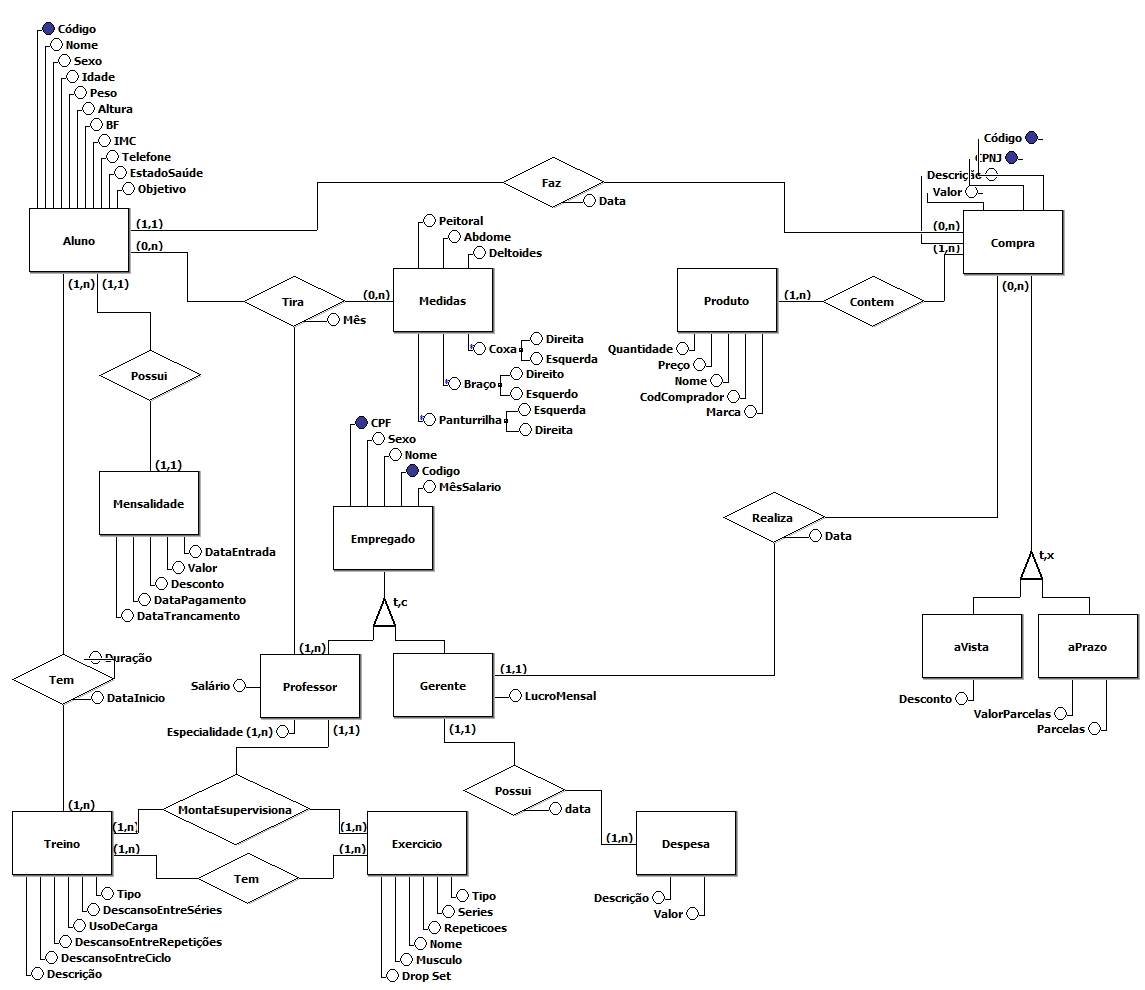 Código
Nome
Sexo
Idade
Peso
Altura
BF
IMC
Telefone
EstadoSaúde
Objetivo
Aluno
(1,1)
(0,n)
(1,n)
(1,1)
Faz
Data
Código
CPNJ
Descrição
Valor
(0,n)
(1,n)
Compra
(0,n)
Peitoral
Abdome
Deltoides
Tira
Mês
(0,n)
Medidas
Coxa
Direita
Esquerda
Braço
Direito
Esquerdo
Panturrilha
Esquerda
Direita
Produto
(1,n)
Contem
Quantidade
Preço
Nome
CodComprador
Marca
Possui
(1,1)
Mensalidade
DataEntrada
Valor
Desconto
DataPagamento
DataTrancamento
CPF
Sexo
Nome
Codigo
MêsSalario
Empregado
t,c
Realiza
Data
t,x
aVista
aPrazo
Desconto
ValorParcelas
Parcelas
Duração
Tem
DataInicio
(1,n)
Salário
Professor
Especialidade (1,n)
(1,1)
Gerente
(1,1)
LucroMensal
(1,1)
Possui
data
(1,n)
Despesa
Descrição
Valor
(1,n)
MontaEsupervisiona
(1,n)
(1,n)
Treino
(1,n)
Tem
(1,n)
Exercicio
Tipo
DescansoEntreSéries
UsoDeCarga
DescansoEntreRepetições
DescansoEntreCiclo
Descrição
Tipo
Series
Repeticoes
Nome
Musculo
Drop Set